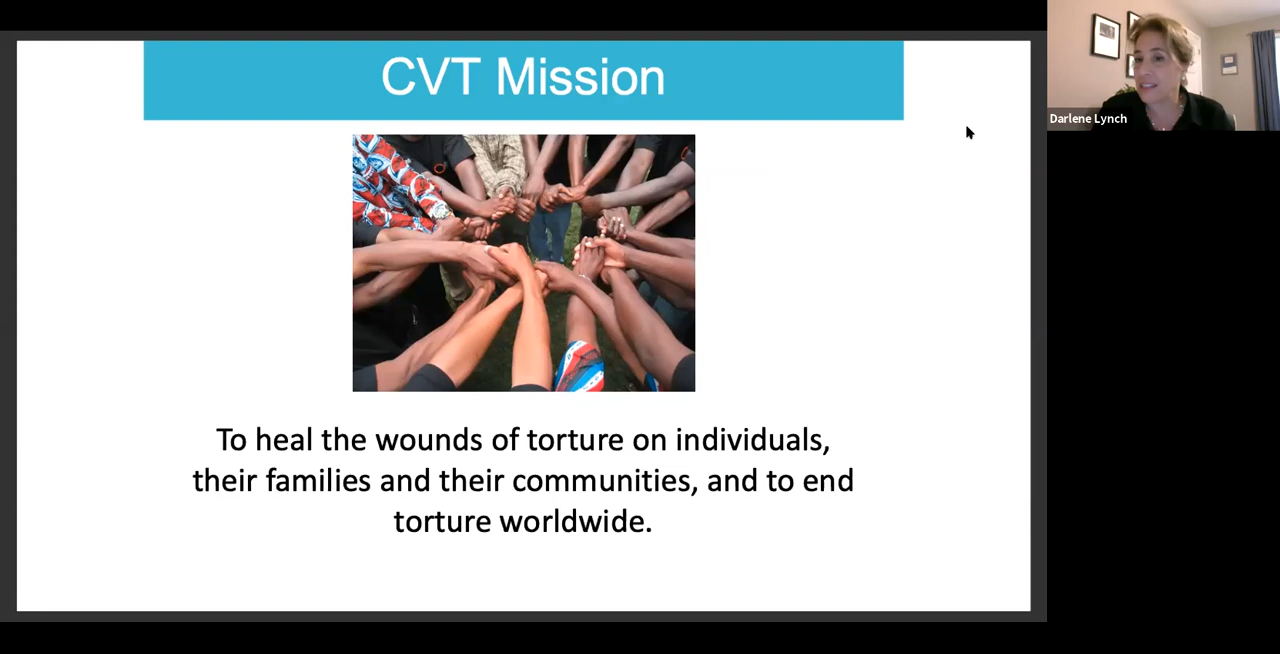 CVT Mission
Darlene Lynch
To heal the wounds of torture on individuals,
their families and their communities, and to end
torture worldwide.